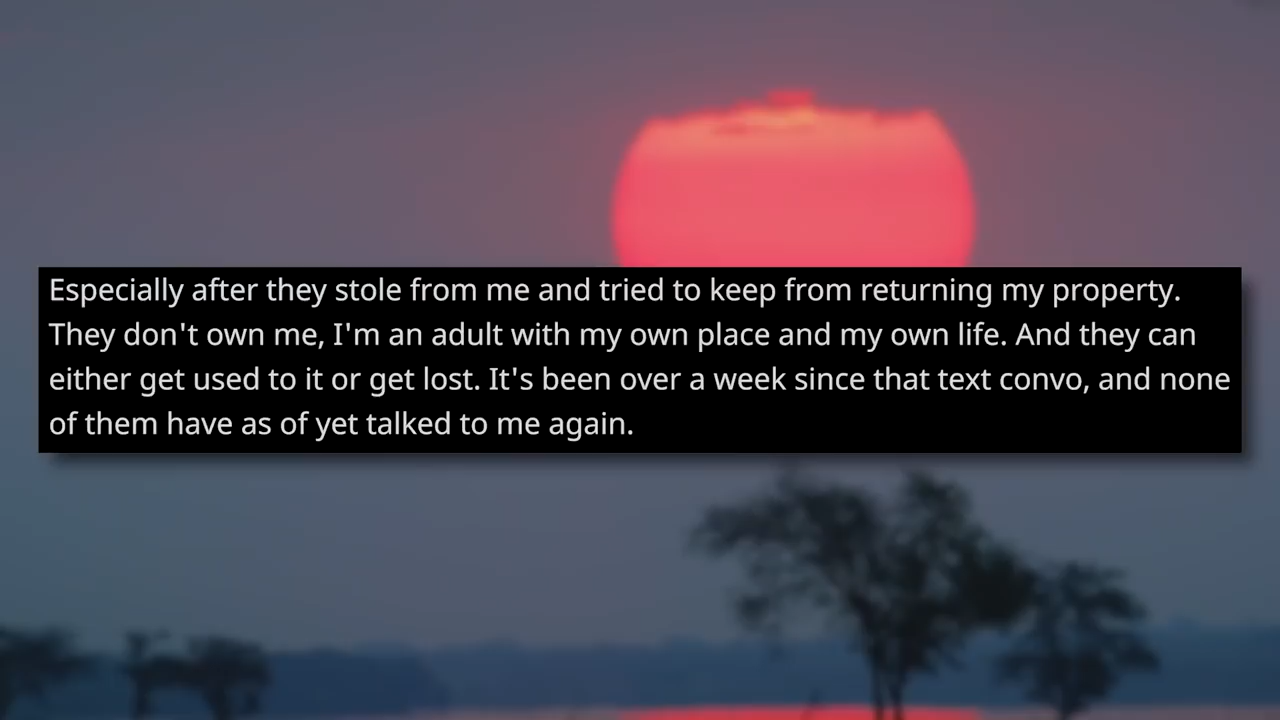 Especially after they stole from me and tried to keep from returning my property.
They don't own me, I'm an adult with my own place and my own life. And they can
either get used to it or get lost. It's been over a week since that text convo, and none
of them have as of yet talked to me again.